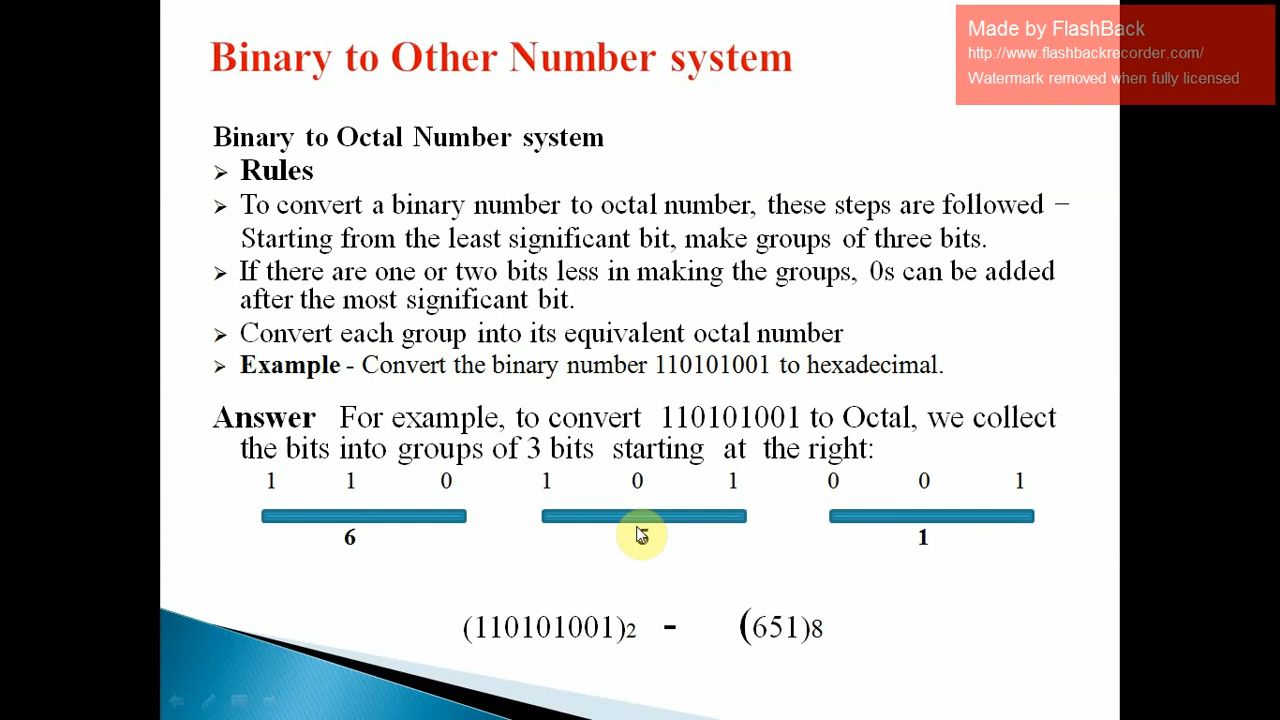 Made by FlashBack
http://www.flashbackrecorder.com/
Watermark removed when fully licensed
Binary to Other Number system
Binary to Octal Number system
➢ Rules
➢ To convert a binary number to octal number, these steps are followed −
Starting from the least significant bit, make groups of three bits.
➢ If there are one or two bits less in making the groups, 0s can be added
after the most significant bit.
➢ Convert each group into its equivalent octal number
➢ Example - Convert the binary number 110101001 to hexadecimal.
Answer For example, to convert 110101001 to Octal, we collect
the bits into groups of 3 bits starting at the right:
1 1 0 1 0 1 0 0 1
6 5 1
(110101001)2 - (651)8